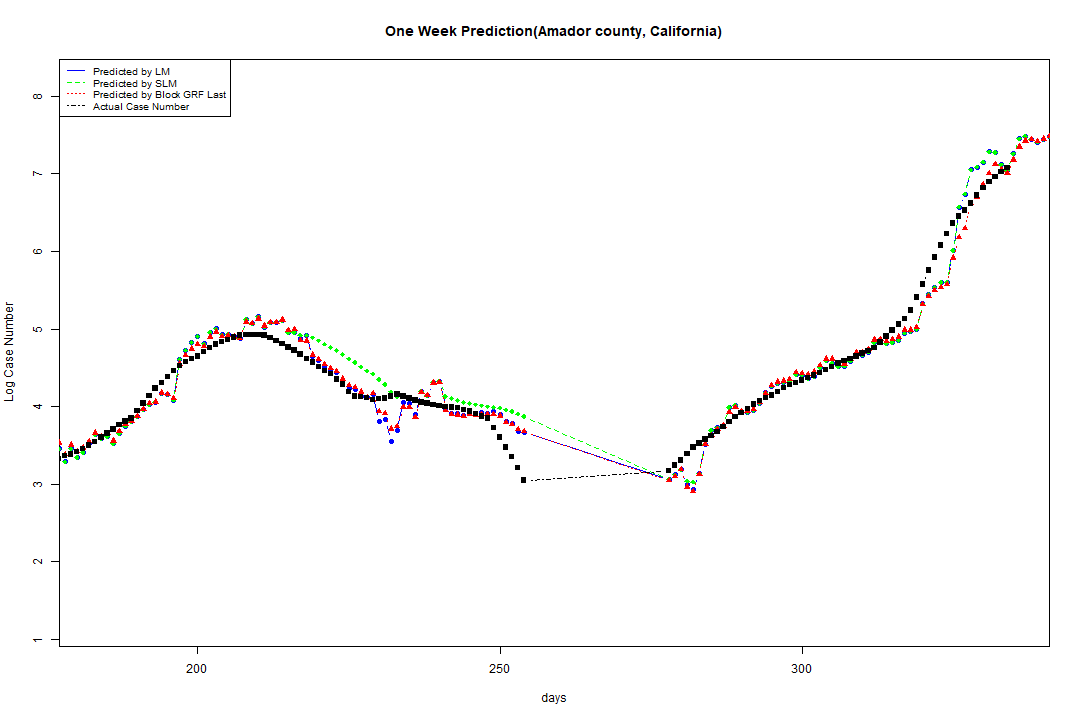 One Week Prediction(Amador county, California)
Predicted by LM
Predicted by SLM
Predicted by Block GRF Last
Actual Case Number
8
7
6
5
4
3
2
1
Log Case Number
200
250
300
days